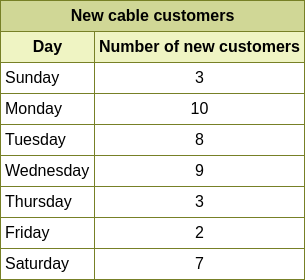 New cable customers
Day Number of new customers
Sunday 3
Monday 10
Tuesday 8
Wednesday 9
Thursday 3
Friday 2
Saturday 7